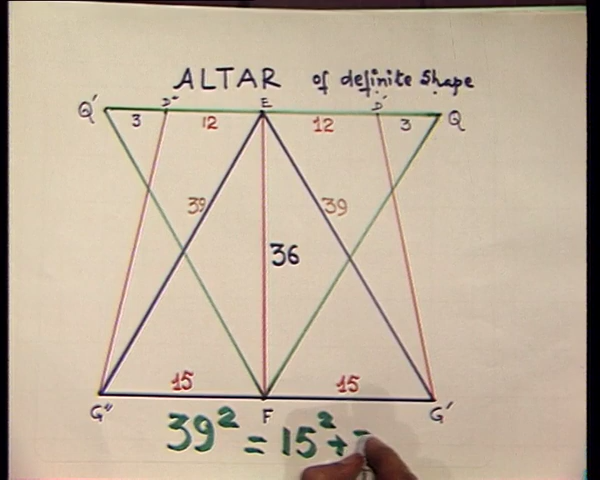 ALTAR of definite Shape
Q' D" E D' Q
3 12 12 3
39 39
36
15 15
G" F G'
39² = 15² +